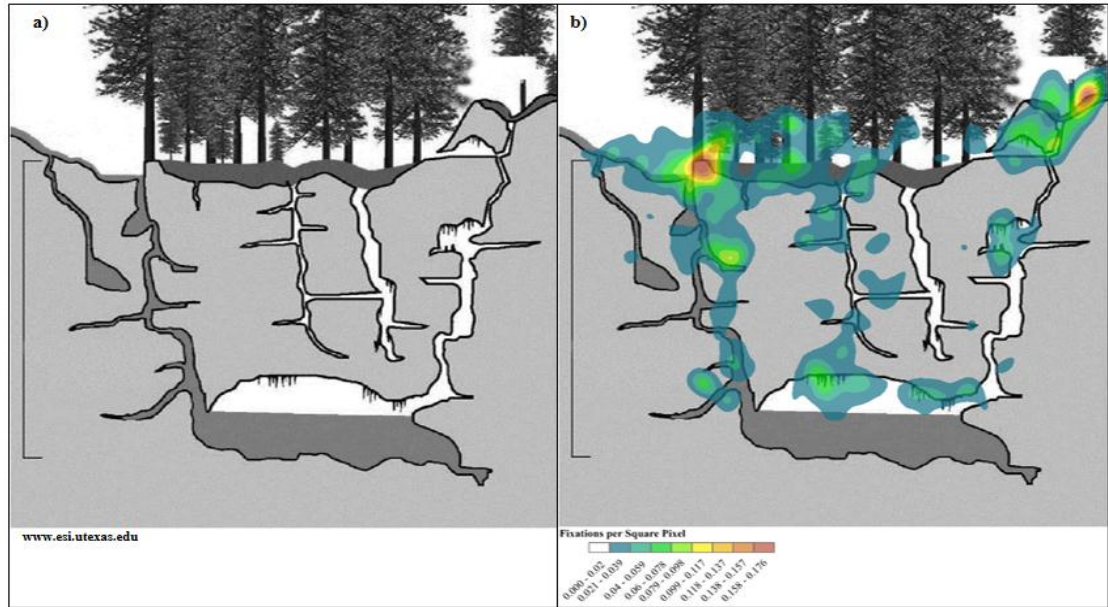 a)
b)
www.esi.utexas.edu
Fixations per Square Pixel
0.000 - 0.02
0.021 - 0.039
0.04 - 0.059
0.06 - 0.078
0.079 - 0.098
0.099 - 0.117
0.118 - 0.137
0.138 - 0.157
0.158 - 0.176